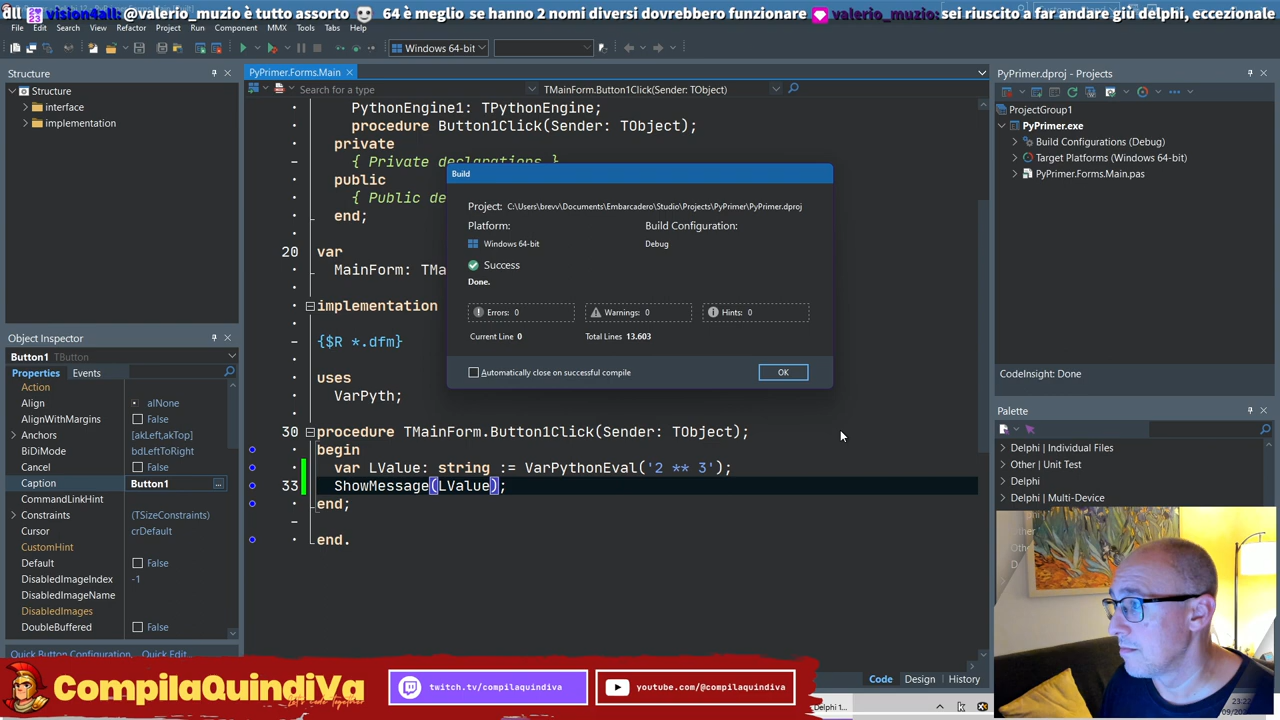 dll vision4all: @valerio_muzio è tutto assorto 64 è meglio se hanno 2 nomi diversi dovrebbero funzionare valerio_muzio: sei riuscito a far andare giù delphi, eccezionale
File Edit Search View Refactor Project Run Component MMX Tools Tabs Help
Windows 64-bit
Structure
Structure
interface
implementation
PyPrimer.Forms.Main
Search for a type
TMainForm.Button1Click(Sender: TObject)
PythonEngine1: TPythonEngine;
procedure Button1Click(Sender: TObject);
private
{ Private declarations }
public
{ Public de
end;
20 var
MainForm: TMa
implementation
{$R *.dfm}
uses
VarPyth;
30 procedure TMainForm.Button1Click(Sender: TObject);
begin
var LValue: string := VarPythonEval('2 ** 3');
33 ShowMessage(LValue);
end;
end.
Build
Project: C:\Users\brevv\Documents\Embarcadero\Studio\Projects\PyPrimer\PyPrimer.dproj
Platform: Build Configuration:
Windows 64-bit Debug
Success
Done.
Errors: 0 Warnings: 0 Hints: 0
Current Line 0 Total Lines 13.603
Automatically close on successful compile
OK
Object Inspector
Button1 TButton
Properties Events
Action
Align alNone
AlignWithMargins False
Anchors [akLeft,akTop]
BiDiMode bdLeftToRight
Cancel False
Caption Button1
CommandLinkHint
Constraints (TSizeConstraints)
Cursor crDefault
CustomHint
Default False
DisabledImageIndex -1
DisabledImageName
DisabledImages
DoubleBuffered False
Quick Button Configuration, Quick Edit
PyPrimer.dproj - Projects
ProjectGroup1
PyPrimer.exe
Build Configurations (Debug)
Target Platforms (Windows 64-bit)
PyPrimer.Forms.Main.pas
CodeInsight: Done
Palette
Delphi | Individual Files
Other | Unit Test
Delphi
Delphi | Multi-Device
Code Design History
CompilaQuindiVa
Let's code Together
twitch.tv/compilaquindiva
youtube.com/@compilaquindiva
Delphi 1...